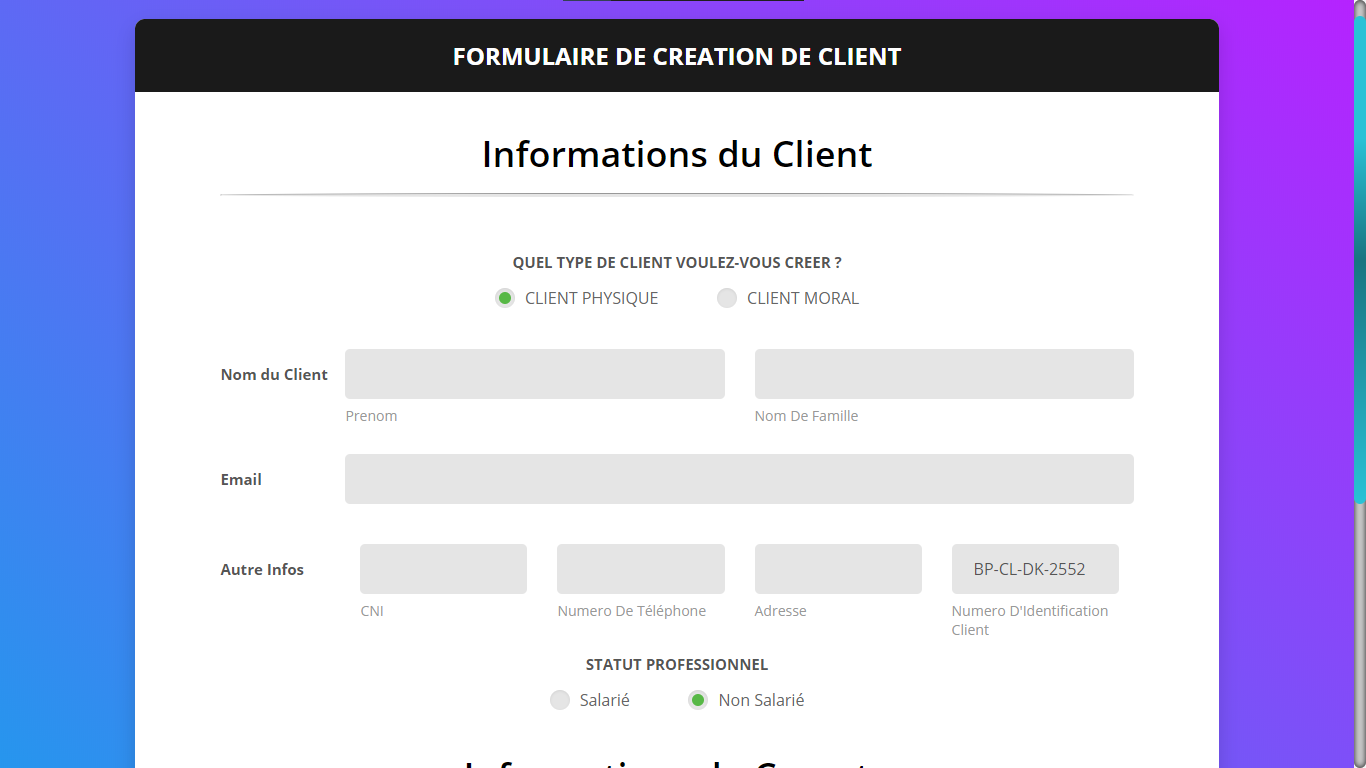 FORMULAIRE DE CREATION DE CLIENT
Informations du Client
QUEL TYPE DE CLIENT VOULEZ-VOUS CREER ?
CLIENT PHYSIQUE CLIENT MORAL
Nom du Client
Prenom Nom De Famille
Email
Autre Infos BP-CL-DK-2552
CNI Numero De Téléphone Adresse Numero D'Identification
Client
STATUT PROFESSIONNEL
Salarié Non Salarié